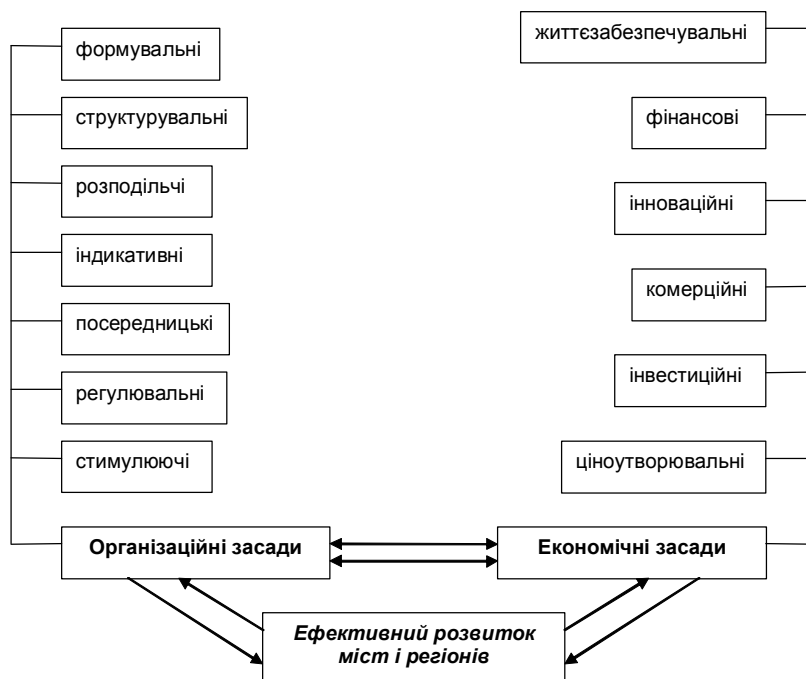 формувальні
структурувальні
розподільчі
індикативні
посередницькі
регулювальні
стимулюючі
Організаційні засади
життєзабезпечувальні
фінансові
інноваційні
комерційні
інвестиційні
ціноутворювальні
Економічні засади
Ефективний розвиток
міст і регіонів